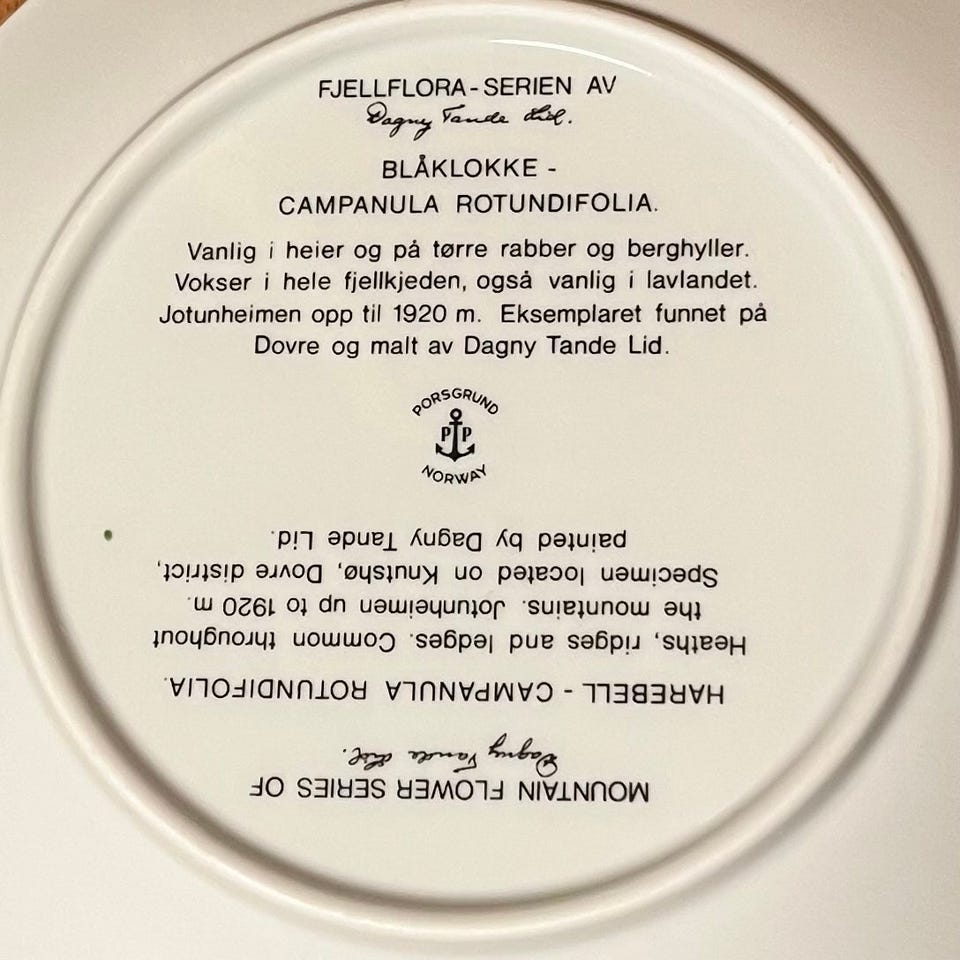 FJELLFLORA-SERIEN AV
Dagny Tande Lid.
BLÅKLOKKE -
CAMPANULA ROTUNDIFOLIA.
Vanlig i heier og på tørre rabber og berghyller.
Vokser i hele fjellkjeden, også vanlig i lavlandet.
Jotunheimen opp til 1920 m. Eksemplaret funnet på
Dovre og malt av Dagny Tande Lid.
PORSGRUND
PP
NORWAY
MOUNTAIN FLOWER SERIES OF
Dagny Tande Lid.
HAREBELL - CAMPANULA ROTUNDIFOLIA.
Heaths, ridges and ledges. Common throughout
the mountains. Jotunheimen up to 1920 m.
Specimen located on Knutshø, Dovre district,
painted by Dagny Tande Lid.